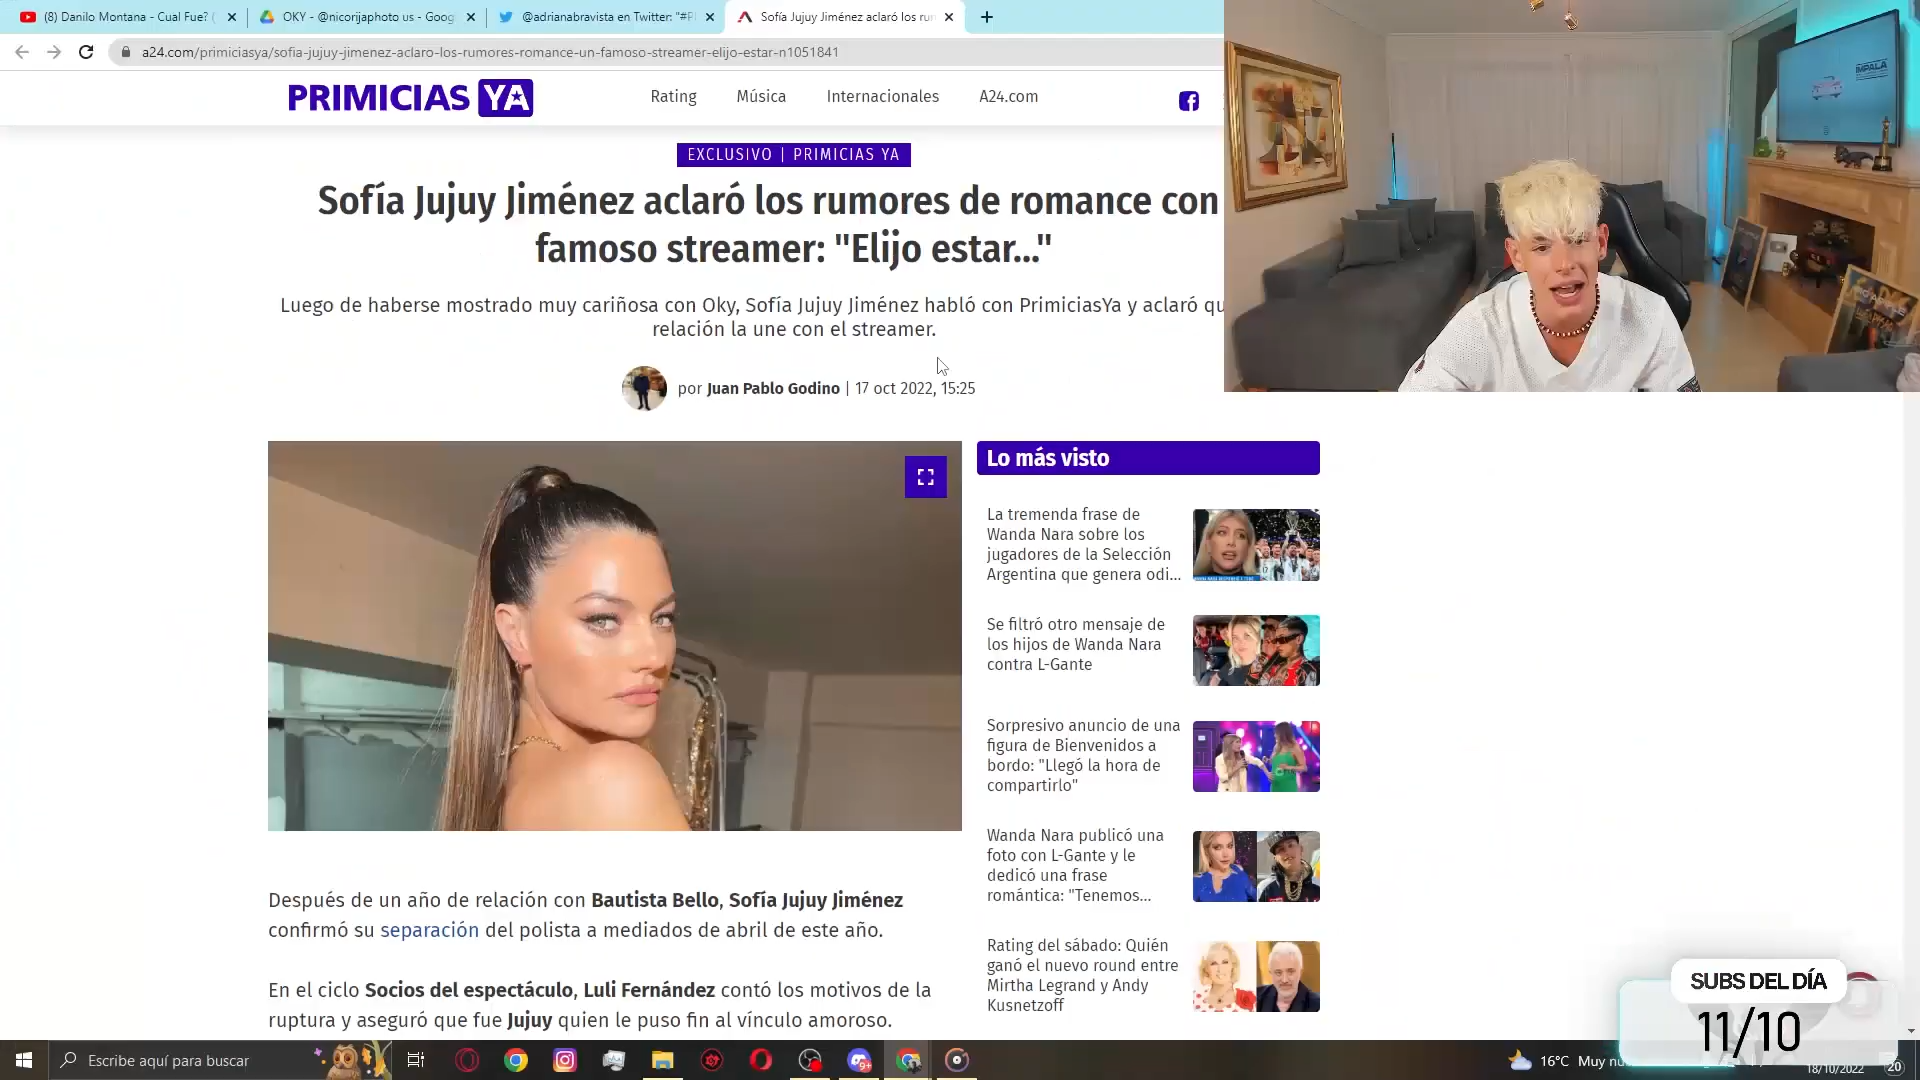 (8) Danilo Montana - Cual Fue? (
OKY - @nicorijaphoto us - Goog
@adrianabravista en Twitter: "#P
Sofía Jujuy Jiménez aclaró los rum
a24.com/primiciasya/sofia-jujuy-jimenez-aclaro-los-rumores-romance-un-famoso-streamer-elijo-estar-n1051841
PRIMICIAS YA
Rating
Música
Internacionales
A24.com
EXCLUSIVO | PRIMICIAS YA
Sofía Jujuy Jiménez aclaró los rumores de romance con
famoso streamer: "Elijo estar..."
Luego de haberse mostrado muy cariñosa con Oky, Sofía Jujuy Jiménez habló con PrimiciasYa y aclaró qu
relación la une con el streamer.
por Juan Pablo Godino | 17 oct 2022, 15:25
IMPALA
Lo más visto
La tremenda frase de
Wanda Nara sobre los
jugadores de la Selección
Argentina que genera odi...
Se filtró otro mensaje de
los hijos de Wanda Nara
contra L-Gante
Sorpresivo anuncio de una
figura de Bienvenidos a
bordo: "Llegó la hora de
compartirlo"
Wanda Nara publicó una
foto con L-Gante y le
dedicó una frase
romántica: "Tenemos...
Rating del sábado: Quién
ganó el nuevo round entre
Mirtha Legrand y Andy
Kusnetzoff
Después de un año de relación con Bautista Bello, Sofía Jujuy Jiménez
confirmó su separación del polista a mediados de abril de este año.
En el ciclo Socios del espectáculo, Luli Fernández contó los motivos de la
ruptura y aseguró que fue Jujuy quien le puso fin al vínculo amoroso.
SUBS DEL DÍA
11/10
Escribe aquí para buscar
9+
16°C Muy nu
18/10/2022
20